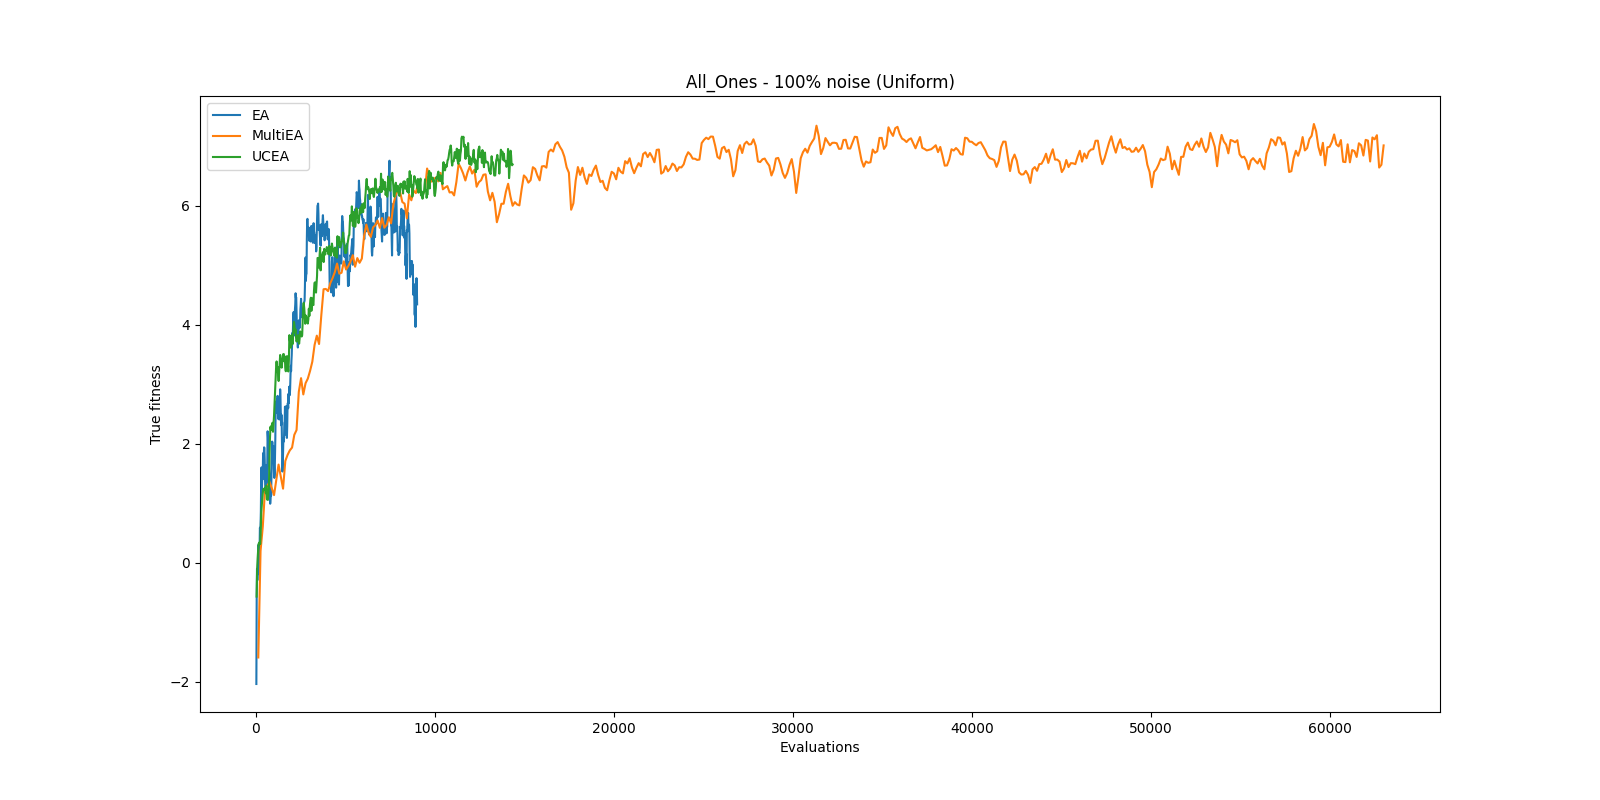 All_Ones - 100% noise (Uniform)
EA
MultiEA
UCEA
True fitness
6
4
2
0
−2
0 10000 20000 30000 40000 50000 60000
Evaluations